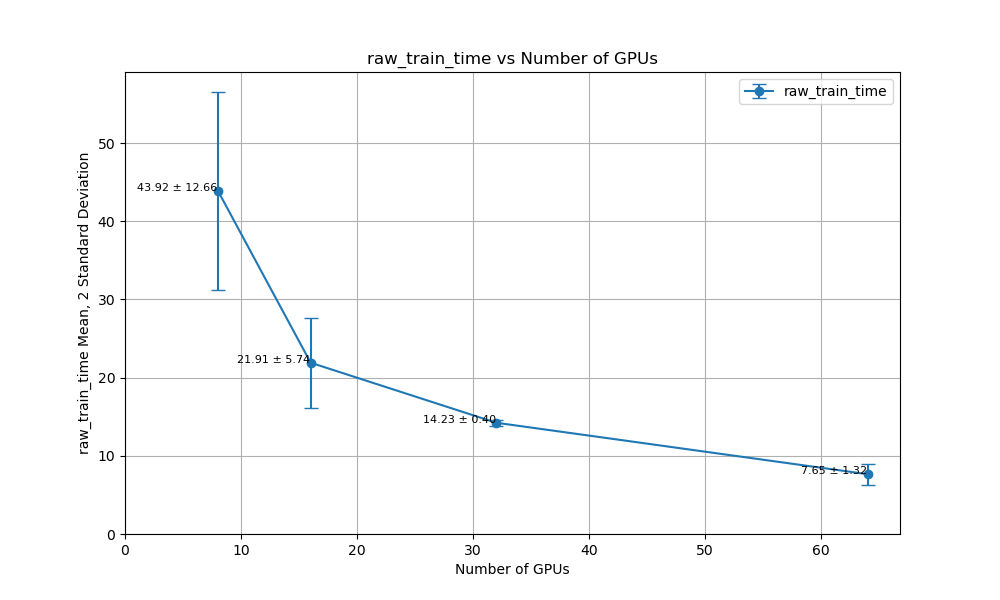 raw_train_time vs Number of GPUs
raw_train_time
raw_train_time Mean, 2 Standard Deviation
50
40
30
20
10
0
43.92 ± 12.66
21.91 ± 5.74
14.23 ± 0.40
7.65 ± 1.32
0 10 20 30 40 50 60
Number of GPUs